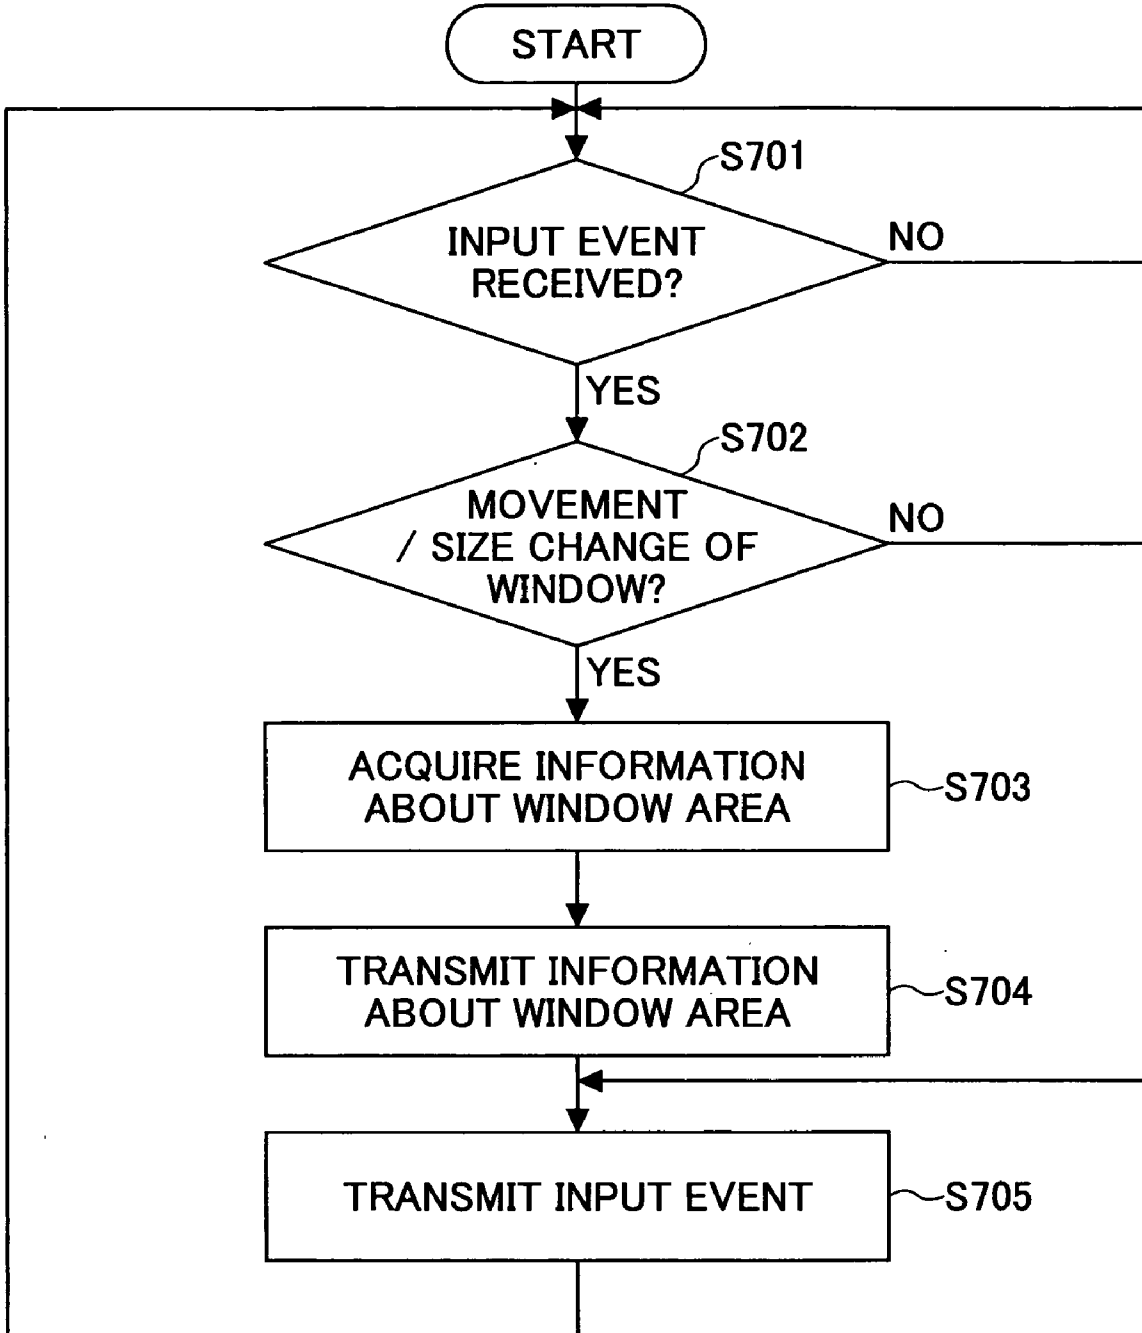 START
S701
INPUT EVENT
RECEIVED?
NO
YES
S702
MOVEMENT
/ SIZE CHANGE OF
WINDOW?
NO
YES
ACQUIRE INFORMATION
ABOUT WINDOW AREA
S703
TRANSMIT INFORMATION
ABOUT WINDOW AREA
S704
TRANSMIT INPUT EVENT
S705